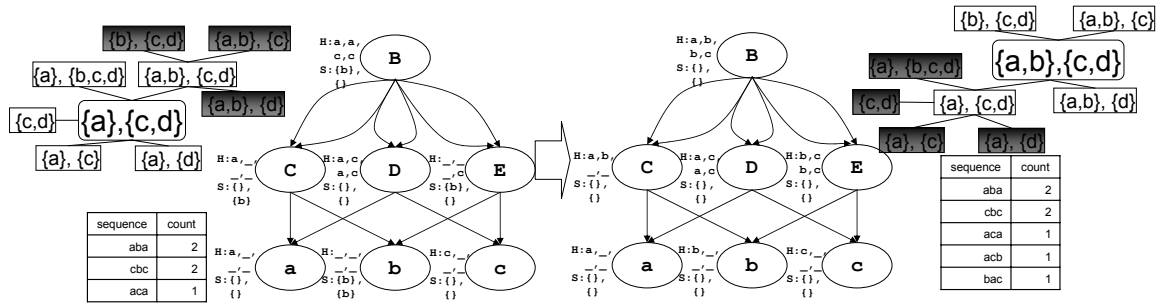 {b}, {c,d}
{a,b}, {c}
{a}, {b,c,d}
{a,b}, {c,d}
{a,b}, {d}
{c,d}
{a},{c,d}
{a}, {c}
{a}, {d}
sequence count
aba 2
cbc 2
aca 1
H:a,a,
c,c
S:{b},
{}
B
H:a,_,
_,_
S:{},
{b}
C
H:a,c,
a,c
S:{},
{}
D
H:_,_,
_,c
S:{b},
{}
E
H:a,_,
_,_
S:{},
{}
a
H:_,_,
_,_
S:{b},
{b}
b
H:c,_,
_,_
S:{},
{}
c
H:a,b,
b,c
S:{},
{}
B
H:a,b,
_,_
S:{},
{}
C
H:a,c,
a,c
S:{},
{}
D
H:b,c
b,c
S:{},
{}
E
H:a,_,
_,_
S:{},
{}
a
H:b,_,
_,_
S:{},
{}
b
H:c,_,
_,_
S:{},
{}
c
{b}, {c,d}
{a,b}, {c}
{a}, {b,c,d}
{a,b},{c,d}
{c,d}
{a}, {c,d}
{a,b}, {d}
{a}, {c}
{a}, {d}
sequence count
aba 2
cbc 2
aca 1
acb 1
bac 1